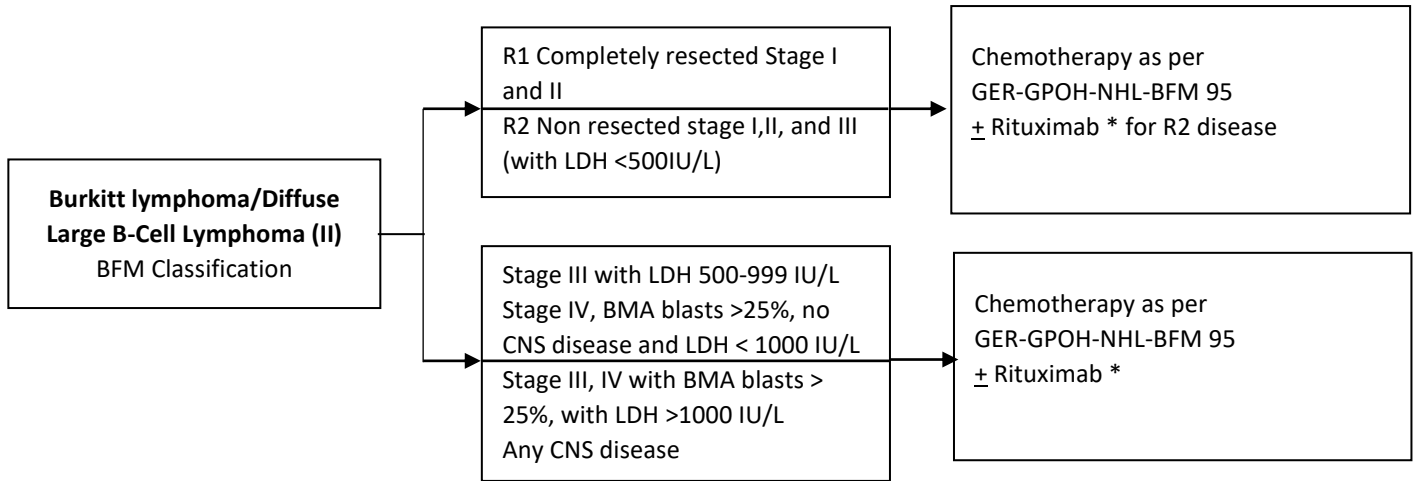 Burkitt lymphoma/Diffuse
Large B-Cell Lymphoma (II)
BFM Classification
R1 Completely resected Stage I
and II
R2 Non resected stage I,II, and III
(with LDH <500IU/L)
Chemotherapy as per
GER-GPOH-NHL-BFM 95
+ Rituximab * for R2 disease
Stage III with LDH 500-999 IU/L
Stage IV, BMA blasts >25%, no
CNS disease and LDH < 1000 IU/L
Stage III, IV with BMA blasts >
25%, with LDH >1000 IU/L
Any CNS disease
Chemotherapy as per
GER-GPOH-NHL-BFM 95
+ Rituximab *